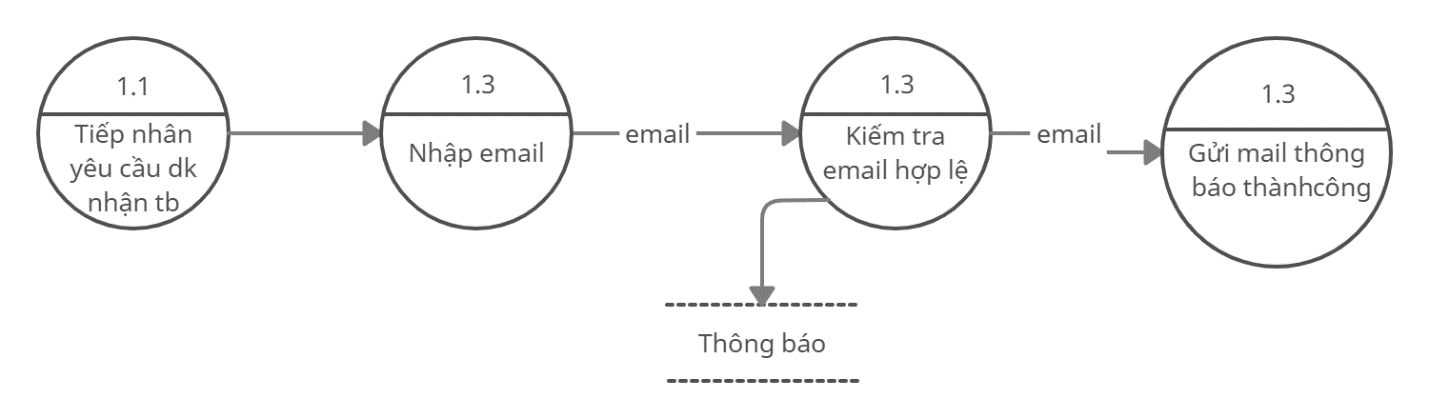 1.1
Tiếp nhân
yêu cầu dk
nhận tb
1.3
Nhập email
email
1.3
Kiếm tra
email hợp lệ
email
1.3
Gửi mail thông
báo thànhcông
Thông báo